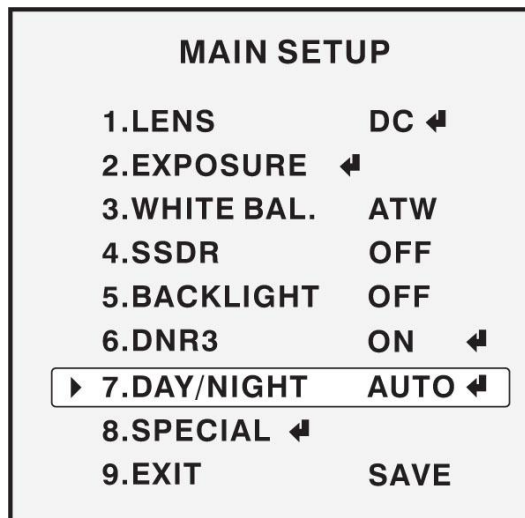 MAIN SETUP
1.LENS DC ↲
2.EXPOSURE ↲
3.WHITE BAL. ATW
4.SSDR OFF
5.BACKLIGHT OFF
6.DNR3 ON ↲
▶ 7.DAY/NIGHT AUTO ↲
8.SPECIAL ↲
9.EXIT SAVE